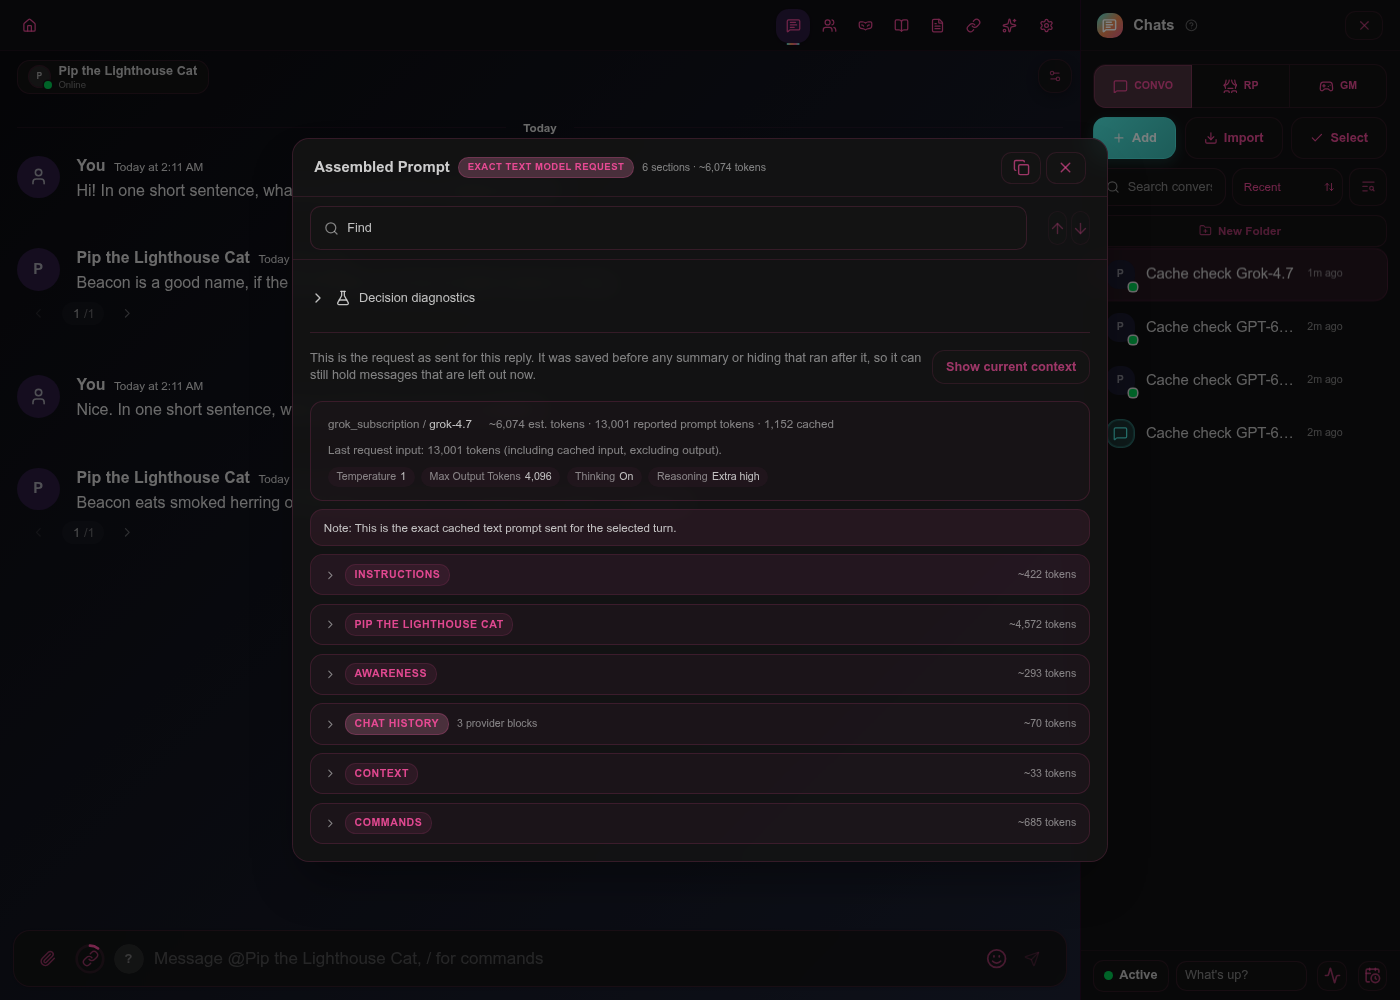 Chats
P
Pip the Lighthouse Cat
Online
CONVO
RP
GM
Today
Add
Import
Select
You Today at 2:11 AM
Hi! In one short sentence, wha
Search convers
Recent
New Folder
P
Pip the Lighthouse Cat Today
Beacon is a good name, if the
1 /1
You Today at 2:11 AM
Nice. In one short sentence, w
P
Pip the Lighthouse Cat Today
Beacon eats smoked herring o
1 /1
Assembled Prompt EXACT TEXT MODEL REQUEST 6 sections · ~6,074 tokens
Find
Decision diagnostics
This is the request as sent for this reply. It was saved before any summary or hiding that ran after it, so it can
still hold messages that are left out now.
Show current context
grok_subscription / grok-4.7 ~6,074 est. tokens · 13,001 reported prompt tokens · 1,152 cached
Last request input: 13,001 tokens (including cached input, excluding output).
Temperature 1 Max Output Tokens 4,096 Thinking On Reasoning Extra high
Note: This is the exact cached text prompt sent for the selected turn.
INSTRUCTIONS ~422 tokens
PIP THE LIGHTHOUSE CAT ~4,572 tokens
AWARENESS ~293 tokens
CHAT HISTORY 3 provider blocks ~70 tokens
CONTEXT ~33 tokens
COMMANDS ~685 tokens
P Cache check Grok-4.7 1m ago
P Cache check GPT-6... 2m ago
P Cache check GPT-6... 2m ago
Cache check GPT-6... 2m ago
? Message @Pip the Lighthouse Cat, / for commands
Active
What's up?